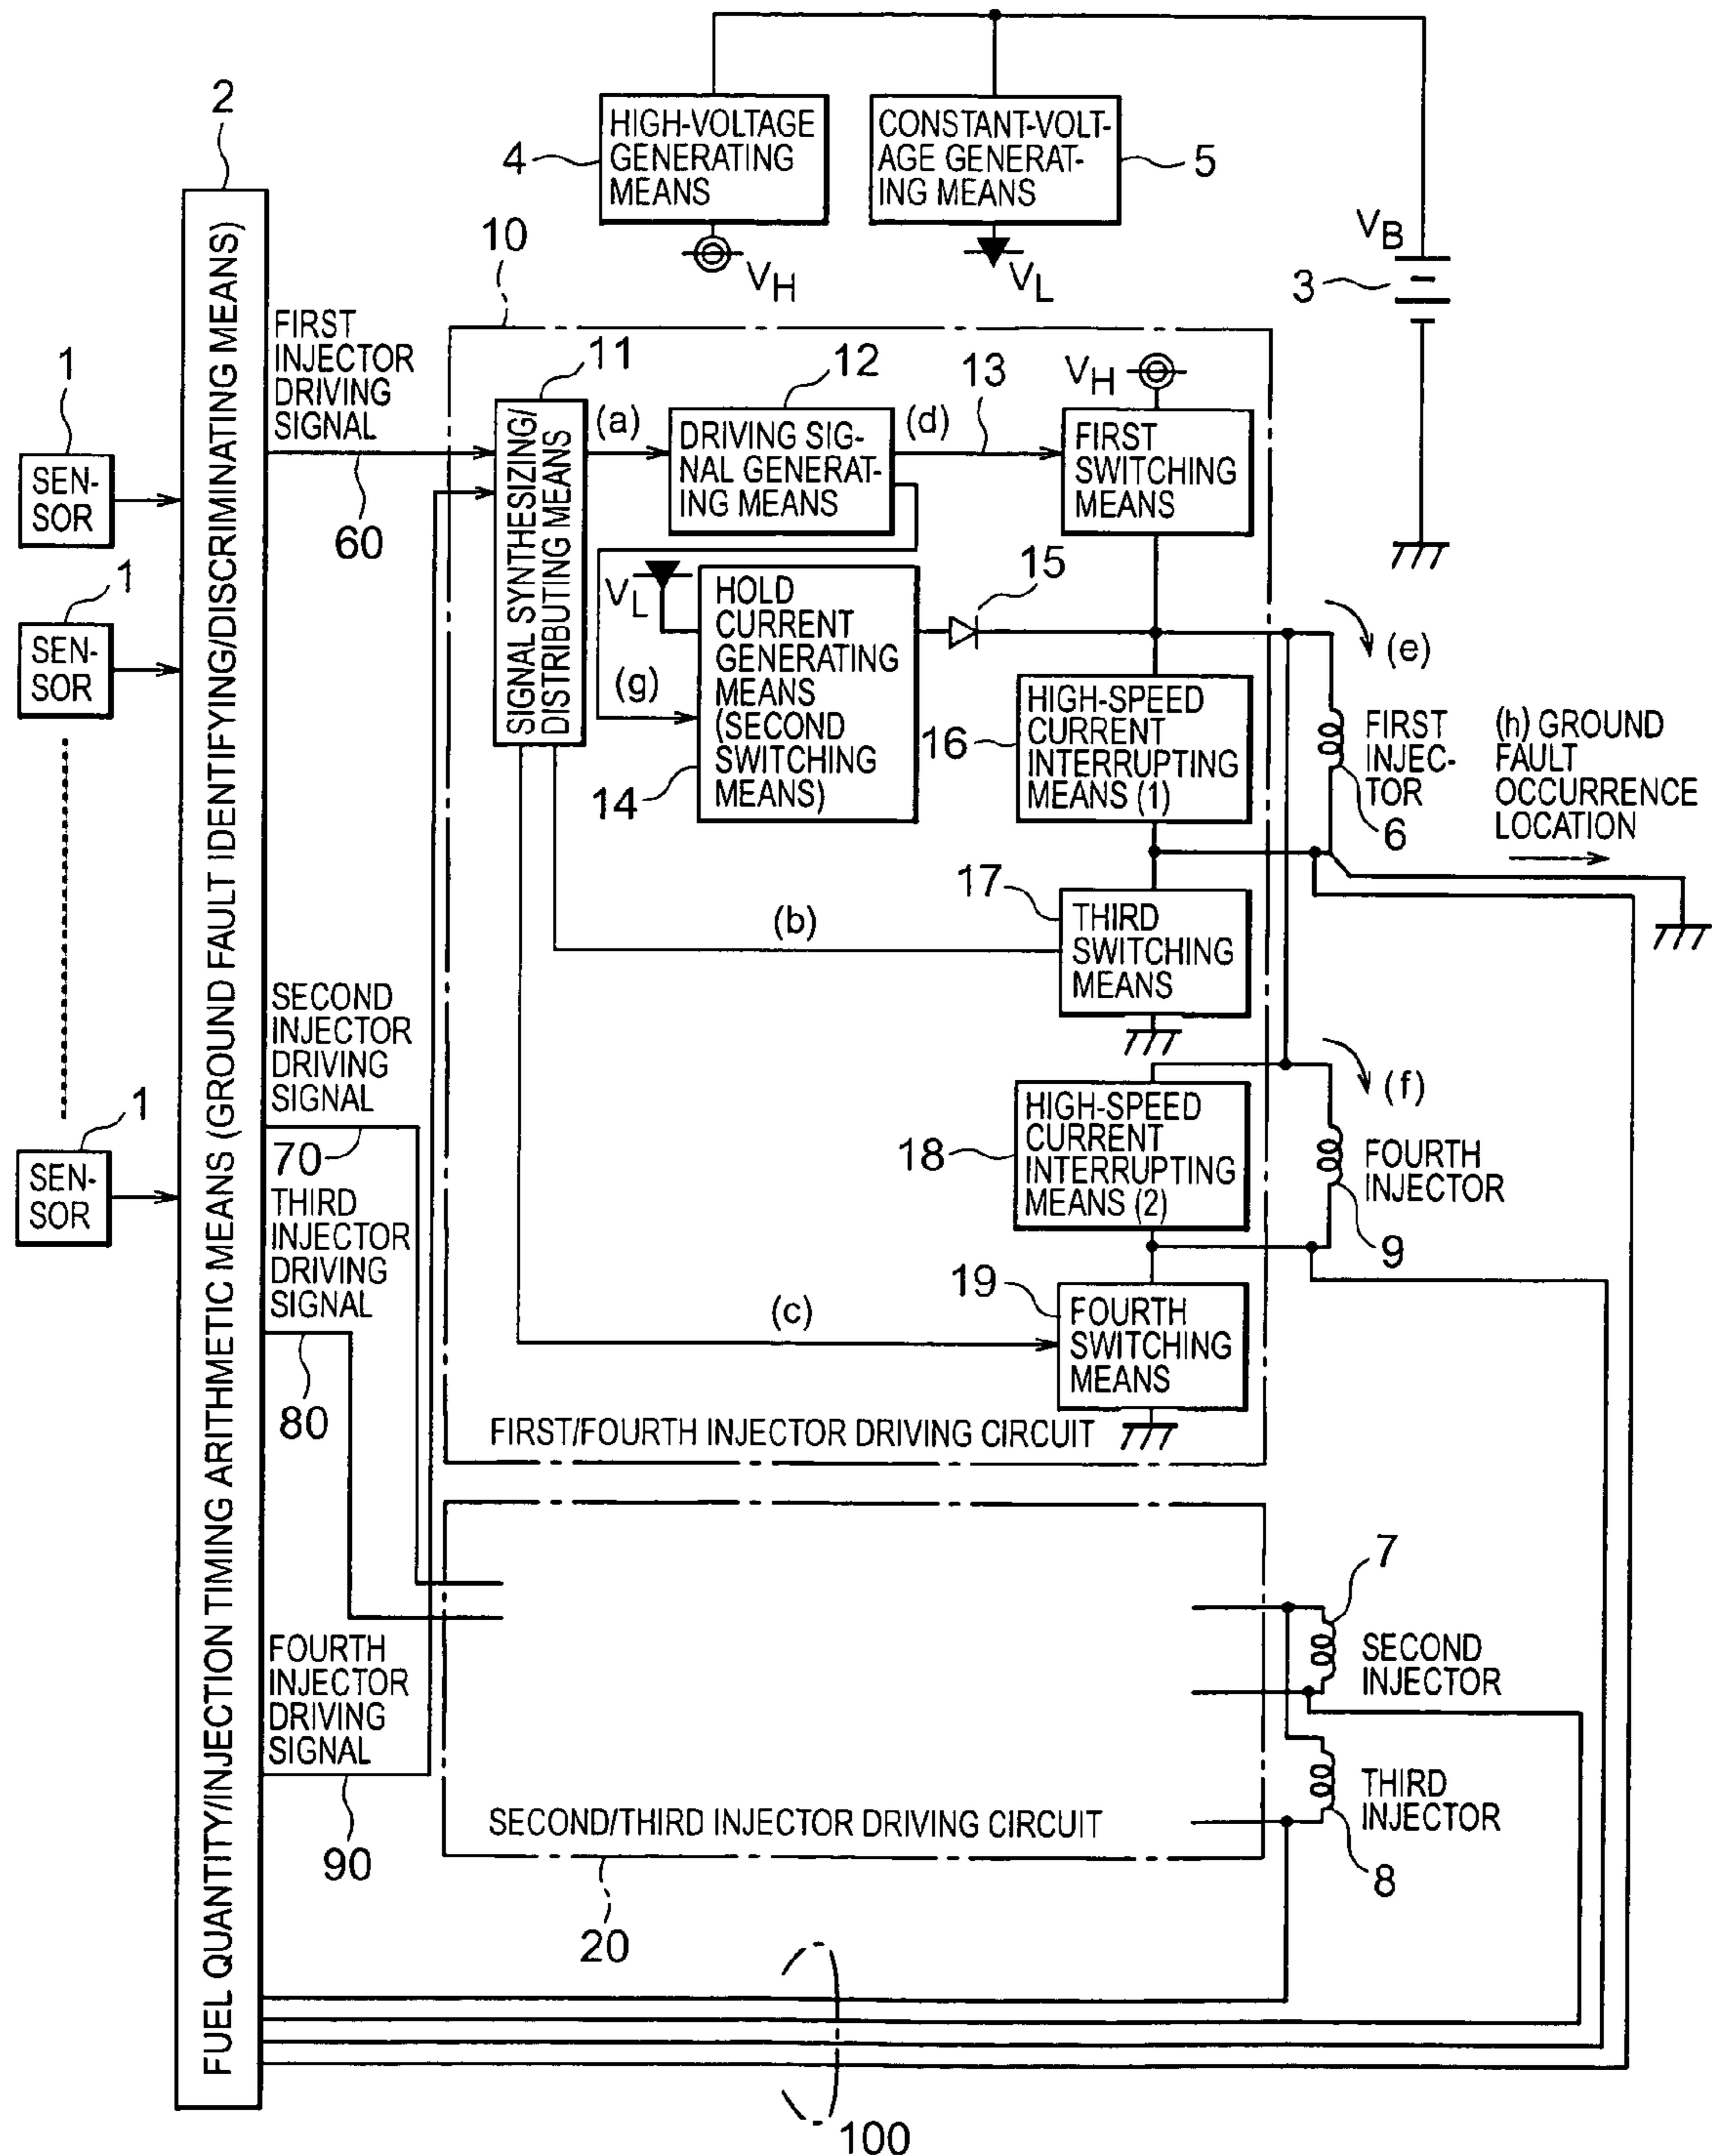 2
HIGH-VOLTAGE
GENERATING
MEANS
4
CONSTANT-VOLT-
AGE GENERAT-
ING MEANS
5
VH
VL
VB
3
10
FUEL QUANTITY/INJECTION TIMING ARITHMETIC MEANS (GROUND FAULT IDENTIFYING/DISCRIMINATING MEANS)
1
SEN-
SOR
1
SEN-
SOR
1
SEN-
SOR
FIRST
INJECTOR
DRIVING
SIGNAL
60
11
SIGNAL SYNTHESIZING/
DISTRIBUTING MEANS
(a)
12
DRIVING SIG-
NAL GENERAT-
ING MEANS
(d)
13
VH
FIRST
SWITCHING
MEANS
VL
(g)
HOLD
CURRENT
GENERATING
MEANS
(SECOND
SWITCHING
MEANS)
14
15
16
HIGH-SPEED
CURRENT
INTERRUPTING
MEANS (1)
(e)
FIRST
INJEC-
TOR
6
(h) GROUND
FAULT
OCCURRENCE
LOCATION
17
THIRD
SWITCHING
MEANS
(b)
SECOND
INJECTOR
DRIVING
SIGNAL
70
THIRD
INJECTOR
DRIVING
SIGNAL
80
18
HIGH-SPEED
CURRENT
INTERRUPTING
MEANS (2)
(f)
FOURTH
INJECTOR
9
(c)
19
FOURTH
SWITCHING
MEANS
FIRST/FOURTH INJECTOR DRIVING CIRCUIT
FOURTH
INJECTOR
DRIVING
SIGNAL
90
7
SECOND
INJECTOR
THIRD
INJECTOR
8
SECOND/THIRD INJECTOR DRIVING CIRCUIT
20
100